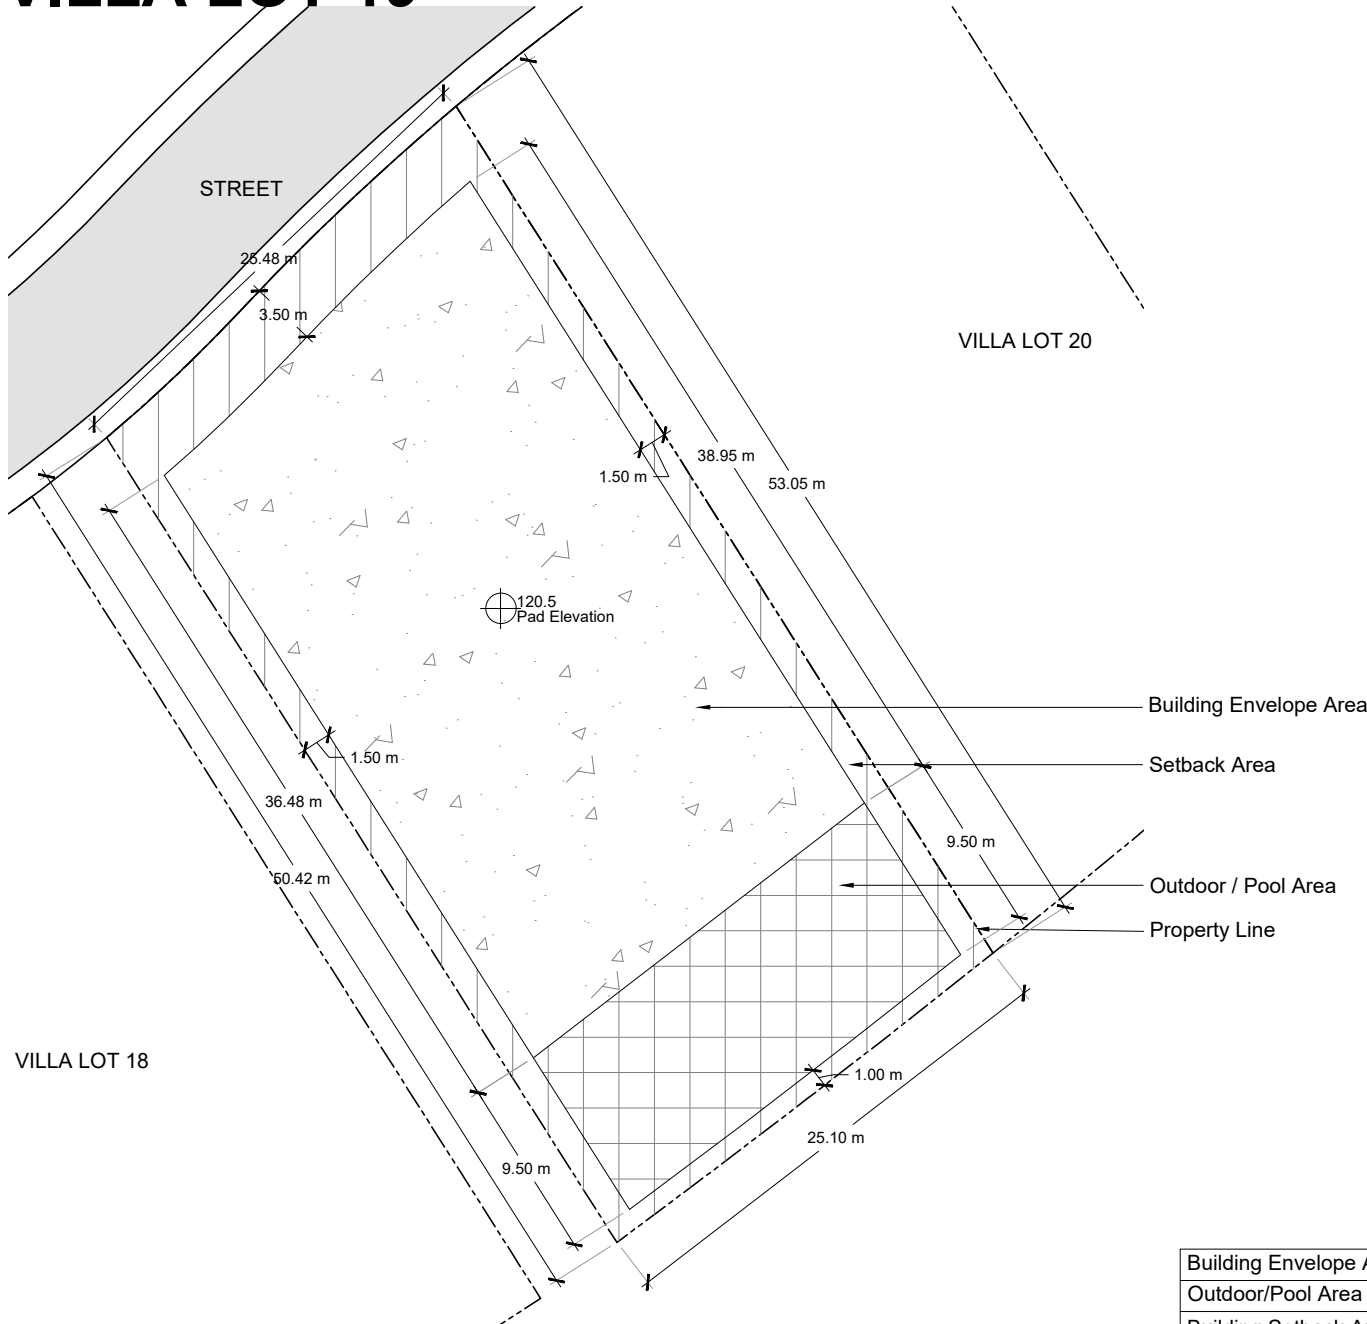 STREET
25.48 m
3.50 m
VILLA LOT 20
38.95 m
1.50 m
53.05 m
120.5
Pad Elevation
Building Envelope Area
1.50 m
Setback Area
36.48 m
9.50 m
50.42 m
Outdoor / Pool Area
Property Line
VILLA LOT 18
1.00 m
25.10 m
9.50 m
Building Envelope
Outdoor/Pool Area